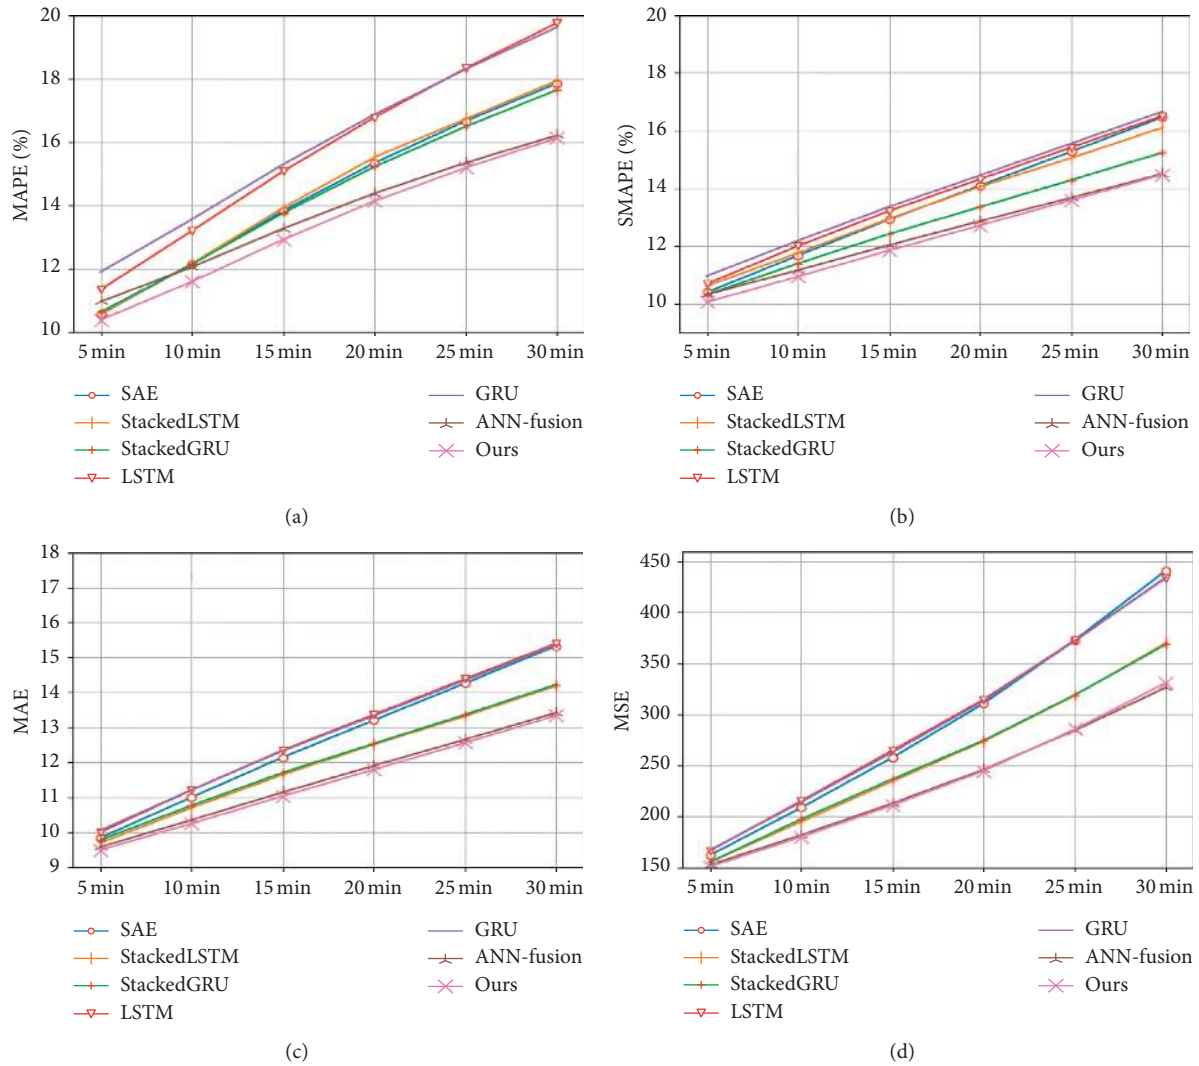 20
18
16
14
12
10
MAPE (%)
5 min 10 min 15 min 20 min 25 min 30 min
SAE
StackedLSTM
StackedGRU
LSTM
GRU
ANN-fusion
Ours
(a)
20
18
16
14
12
10
SMAPE (%)
5 min 10 min 15 min 20 min 25 min 30 min
SAE
StackedLSTM
StackedGRU
LSTM
GRU
ANN-fusion
Ours
(b)
18
17
16
15
14
13
12
11
10
9
MAE
5 min 10 min 15 min 20 min 25 min 30 min
SAE
StackedLSTM
StackedGRU
LSTM
GRU
ANN-fusion
Ours
(c)
450
400
350
300
250
200
150
MSE
5 min 10 min 15 min 20 min 25 min 30 min
SAE
StackedLSTM
StackedGRU
LSTM
GRU
ANN-fusion
Ours
(d)